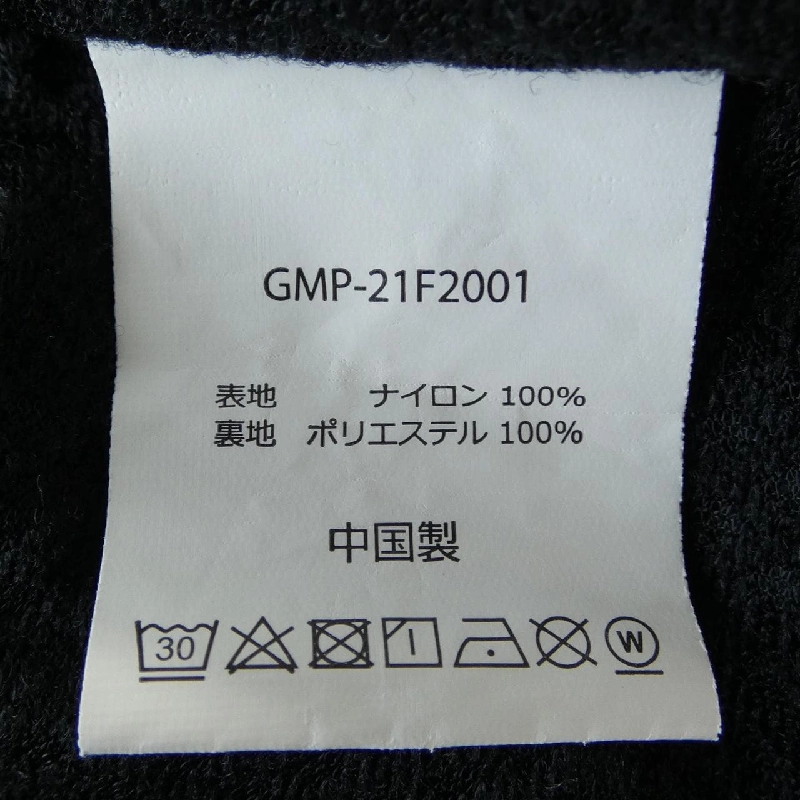 GMP-21F2001
表地 ナイロン 100%
裏地 ポリエステル 100%
中国製
30 W